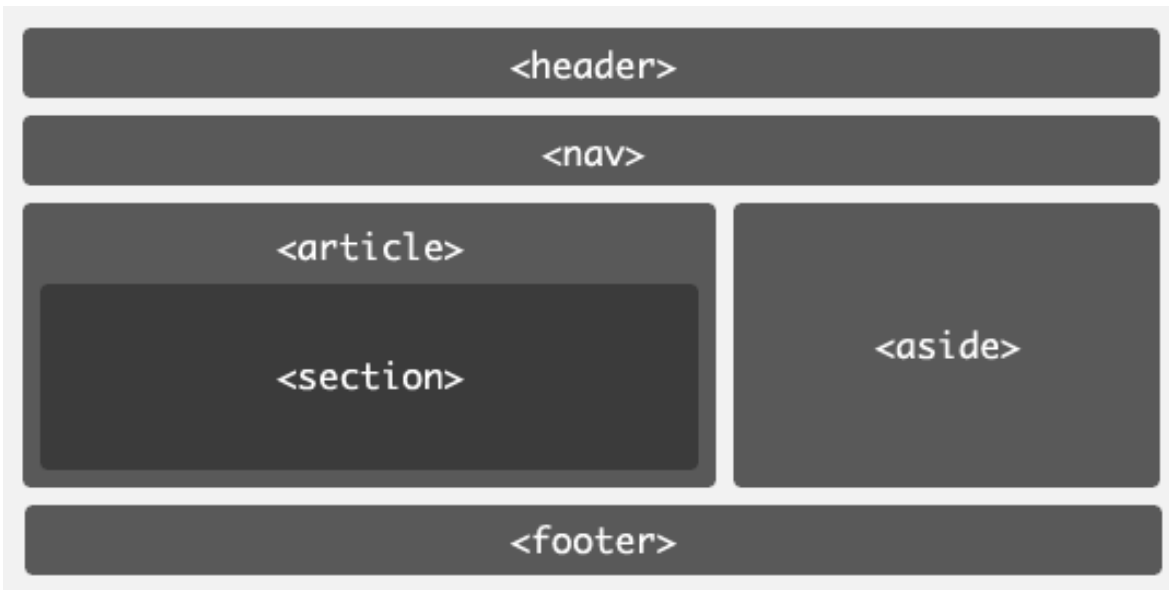 <header>
<nav>
<article>
<section>
<aside>
<footer>